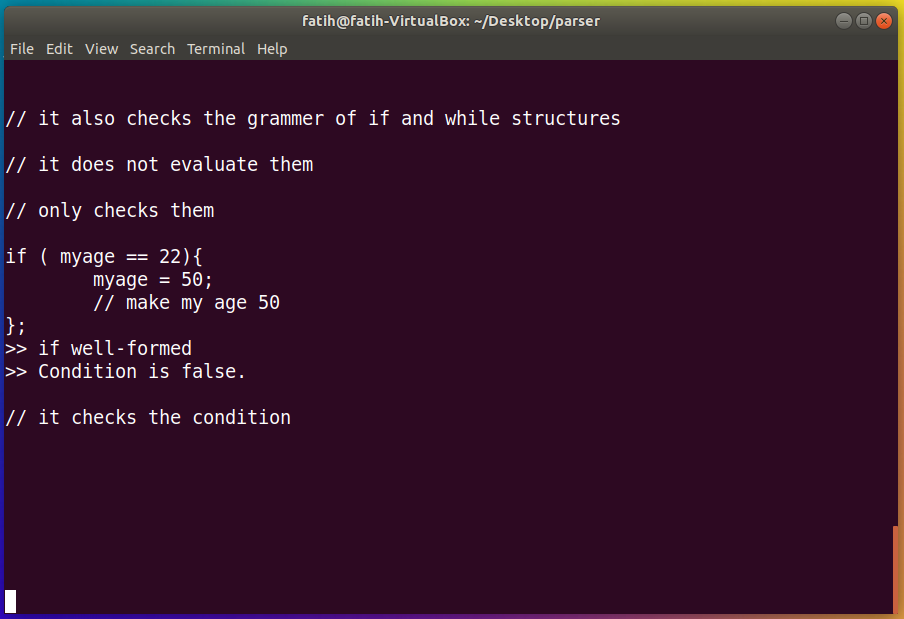 fatih@fatih-VirtualBox: ~/Desktop/parser
File Edit View Search Terminal Help
// it also checks the grammer of if and while structures
// it does not evaluate them
// only checks them
if ( myage == 22){
        myage = 50;
        // make my age 50
};
>> if well-formed
>> Condition is false.
// it checks the condition